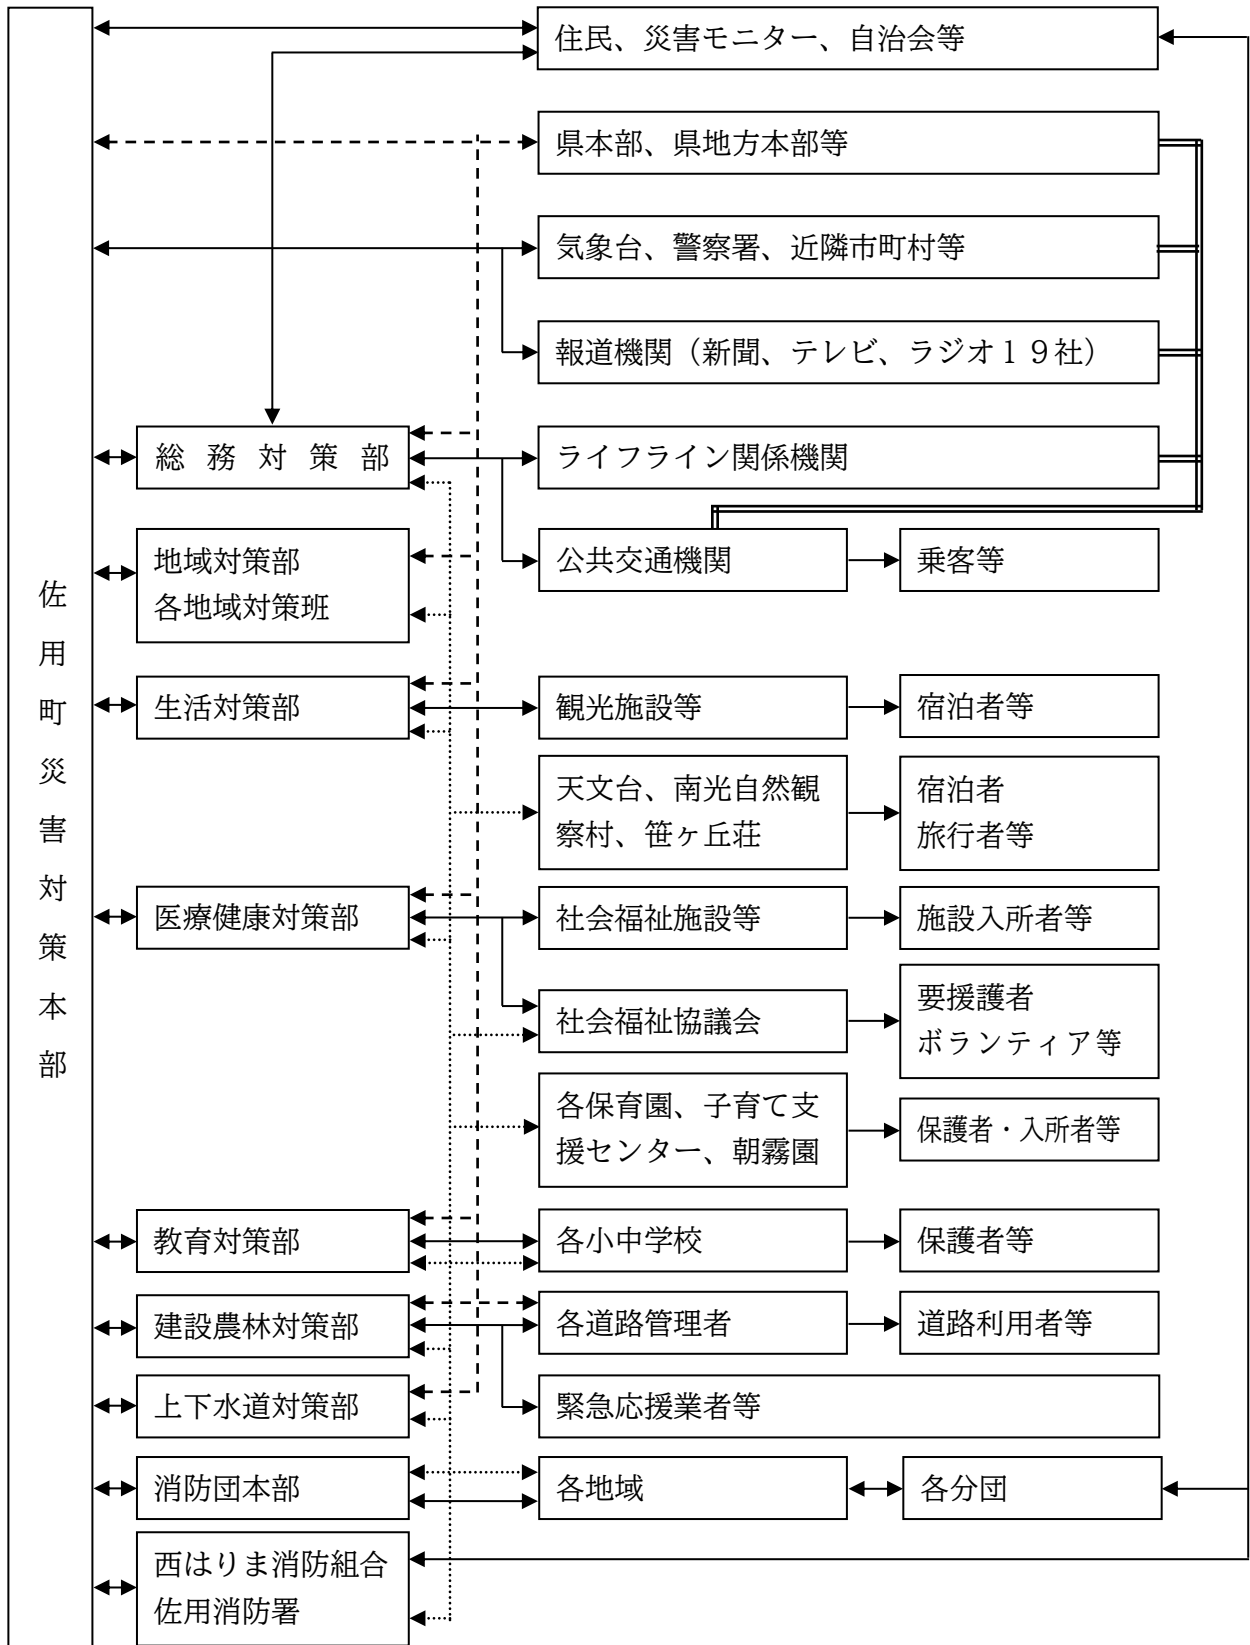 住民、災害モニター、自治会等
県本部、県地方本部等
気象台、警察署、近隣市町村等
報道機関（新聞、テレビ、ラジオ１９社）
総務対策部
ライフライン関係機関
地域対策部
各地域対策班
公共交通機関
乗客等
佐用町災害対策本部
生活対策部
観光施設等
宿泊者等
天文台、南光自然観
察村、笹ヶ丘荘
宿泊者
旅行者等
医療健康対策部
社会福祉施設等
施設入所者等
社会福祉協議会
要援護者
ボランティア等
各保育園、子育て支
援センター、朝霧園
保護者・入所者等
教育対策部
各小中学校
保護者等
建設農林対策部
各道路管理者
道路利用者等
上下水道対策部
緊急応援業者等
消防団本部
各地域
各分団
西はりま消防組合
佐用消防署